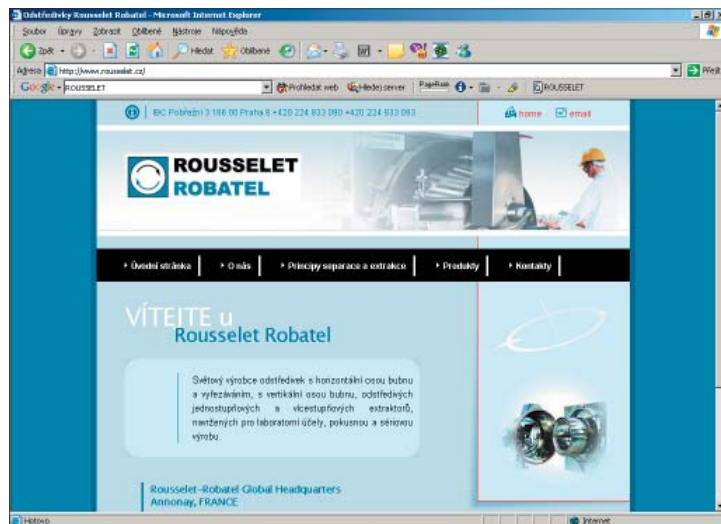 Odstředivky Rousselet Robatel - Microsoft Internet Explorer
Soubor Úpravy Zobrazit Oblíbené Nástroje Nápověda
Zpět Hledat Oblíbené
Adresa http://www.rousselet.cz/ Přejít
Google ROUSSELET Prohledat web Hledej server PageRank ROUSSELET
IBC Pobřežní 3 186 00 Praha 8 +420 224 833 090 +420 224 833 093 home email
ROUSSELET
ROBATEL
Úvodní stránka O nás Principy separace a extrakce Produkty Kontakty
VÍTEJTE u
Rousselet Robatel
Světový výrobce odstředivek s horizontální osou bubnu
a vyřezáváním, s vertikální osou bubnu, odstředivých
jednostupňových a vícestupňových extraktorů,
navržených pro laboratorní účely, pokusnou a sériovou
výrobu.
Rousselet-Robatel Global Headquarters
Annonay, FRANCE
Hotovo Internet